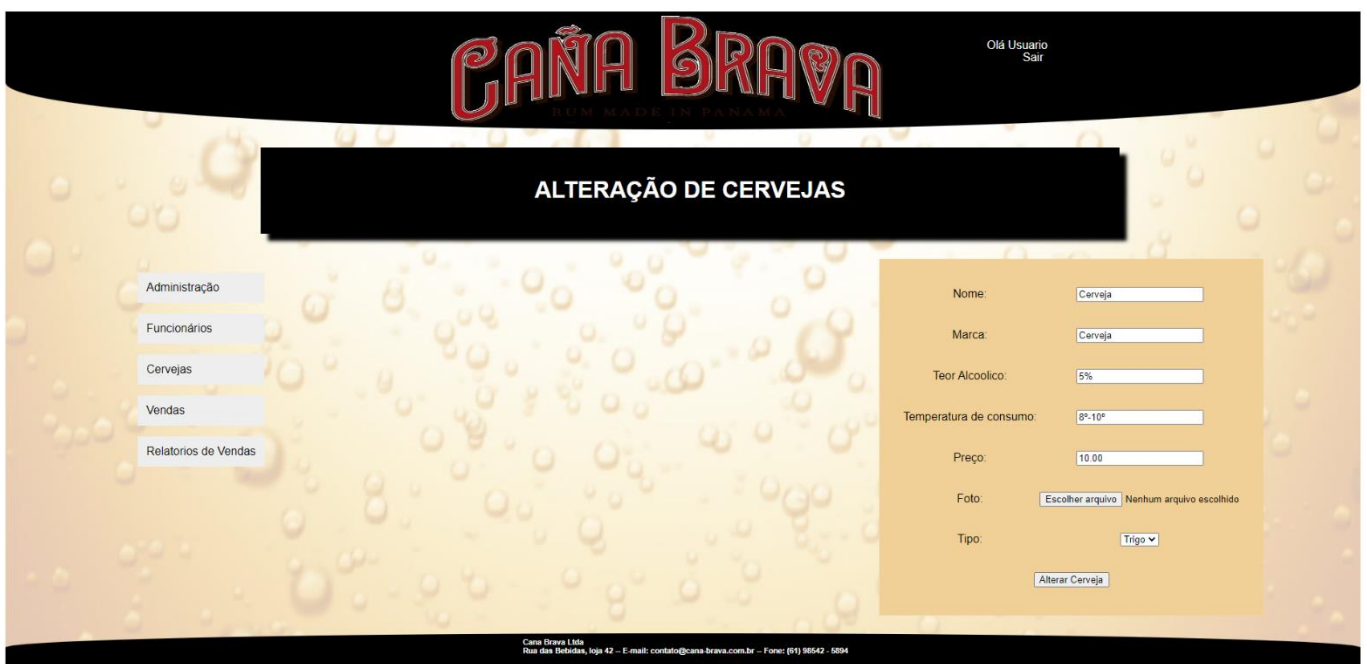 CAÑA BRAVA
RUM MADE IN PANAMA
Olá Usuario
Sair
ALTERAÇÃO DE CERVEJAS
Administração
Funcionários
Cervejas
Vendas
Relatorios de Vendas
Nome: Cerveja
Marca: Cerveja
Teor Alcoolico: 5%
Temperatura de consumo: 8º-10º
Preço: 10.00
Foto: Escolher arquivo Nenhum arquivo escolhido
Tipo: Trigo
Alterar Cerveja
Cana Brava Ltda
Rua das Bebidas, loja 42 – E-mail: contato@cana-brava.com.br – Fone: (61) 98542 - 5894